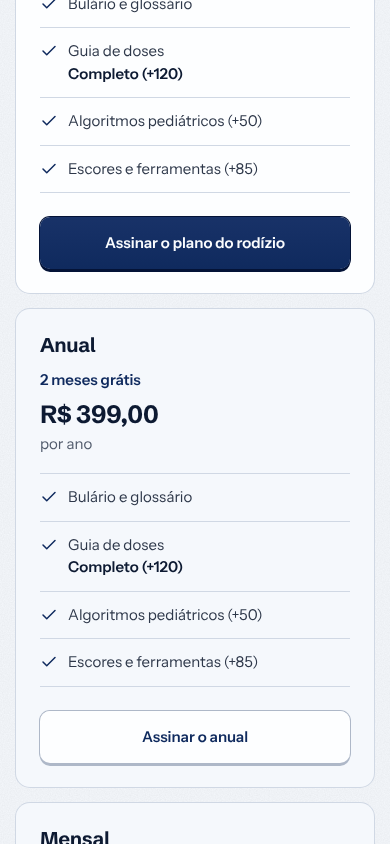 Bulário e glossário
Guia de doses
Completo (+120)
Algoritmos pediátricos (+50)
Escores e ferramentas (+85)
Assinar o plano do rodízio
Anual
2 meses grátis
R$ 399,00
por ano
Bulário e glossário
Guia de doses
Completo (+120)
Algoritmos pediátricos (+50)
Escores e ferramentas (+85)
Assinar o anual
Mensal